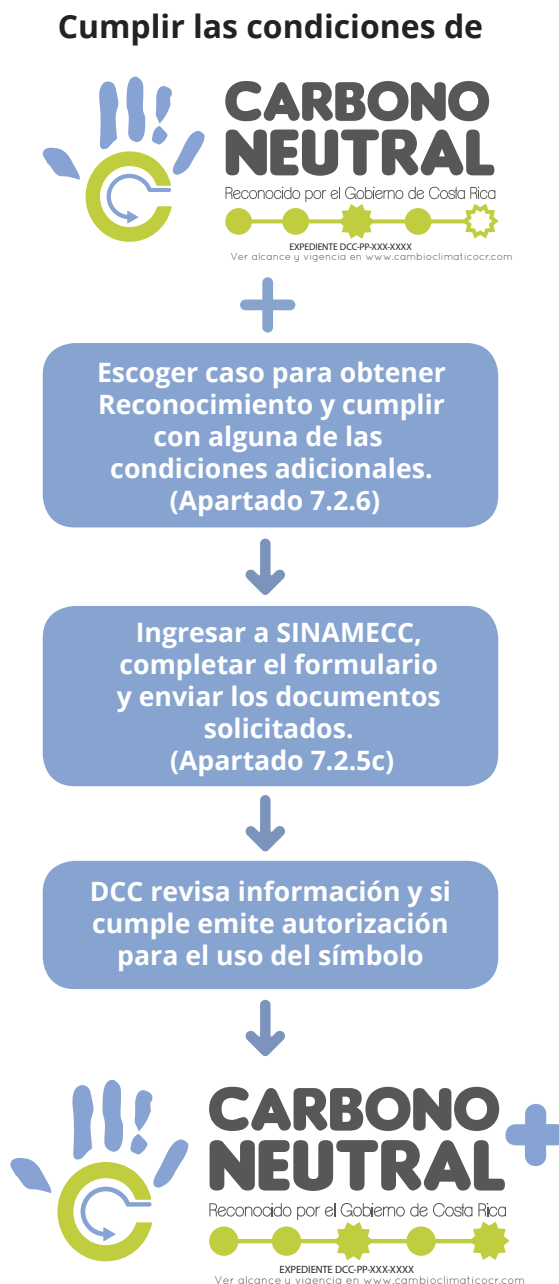 Cumplir las condiciones de
CARBONO
NEUTRAL
Reconocido por el Gobierno de Costa Rica
EXPEDIENTE DCC-PP-XXX-XXXX
Ver alcance y vigencia en www.cambioclimaticocr.com
+
Escoger caso para obtener
Reconocimiento y cumplir
con alguna de las
condiciones adicionales.
(Apartado 7.2.6)
Ingresar a SINAMECC,
completar el formulario
y enviar los documentos
solicitados.
(Apartado 7.2.5c)
DCC revisa información y si
cumple emite autorización
para el uso del símbolo
CARBONO +
NEUTRAL
Reconocido por el Gobierno de Costa Rica
EXPEDIENTE DCC-PP-XXX-XXXX
Ver alcance y vigencia en www.cambioclimaticocr.com